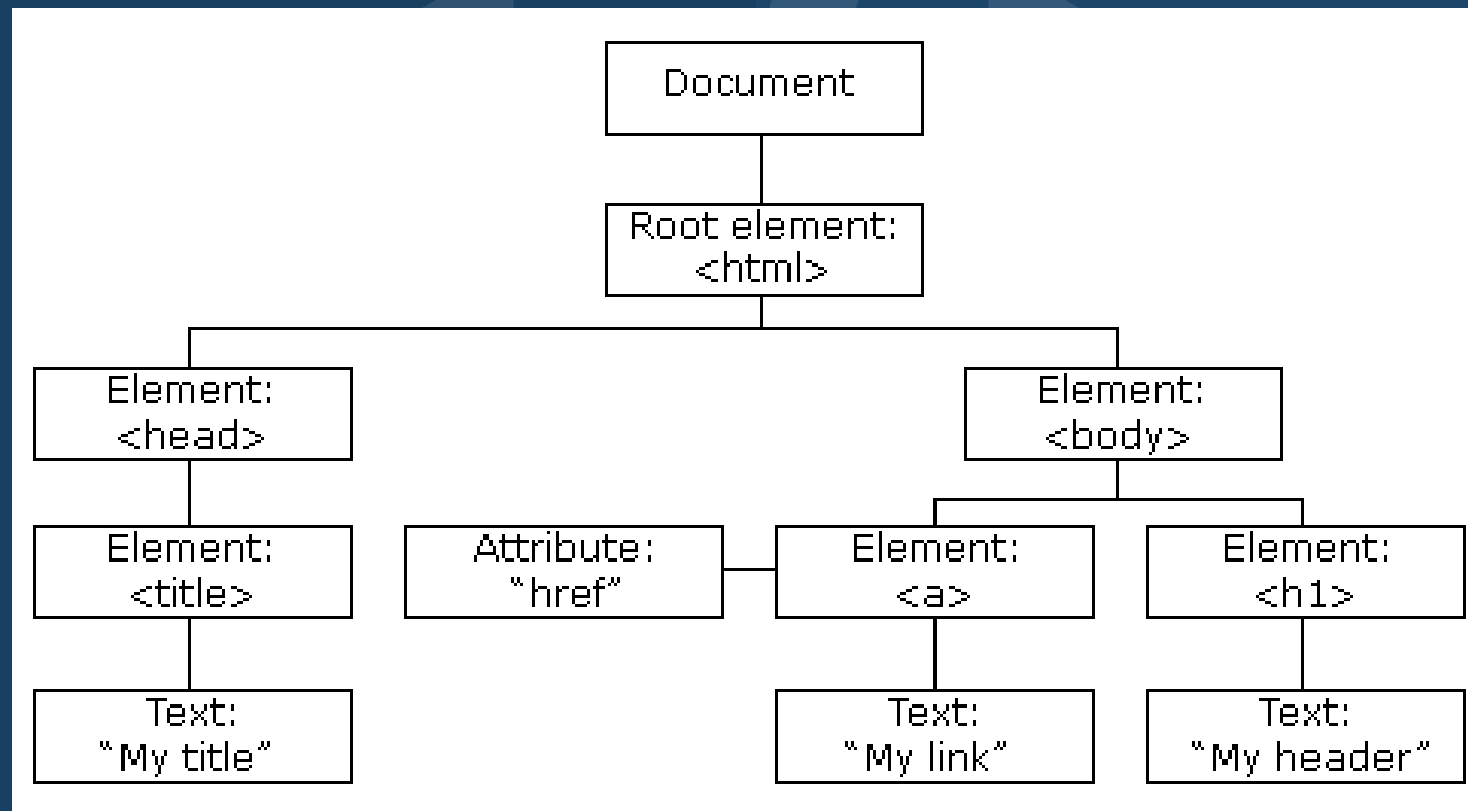 Document
Root element:
<html>
Element:
<head>
Element:
<body>
Element:
<title>
Attribute:
“href”
Element:
<a>
Element:
<h1>
Text:
“My title”
Text:
“My link”
Text:
“My header”